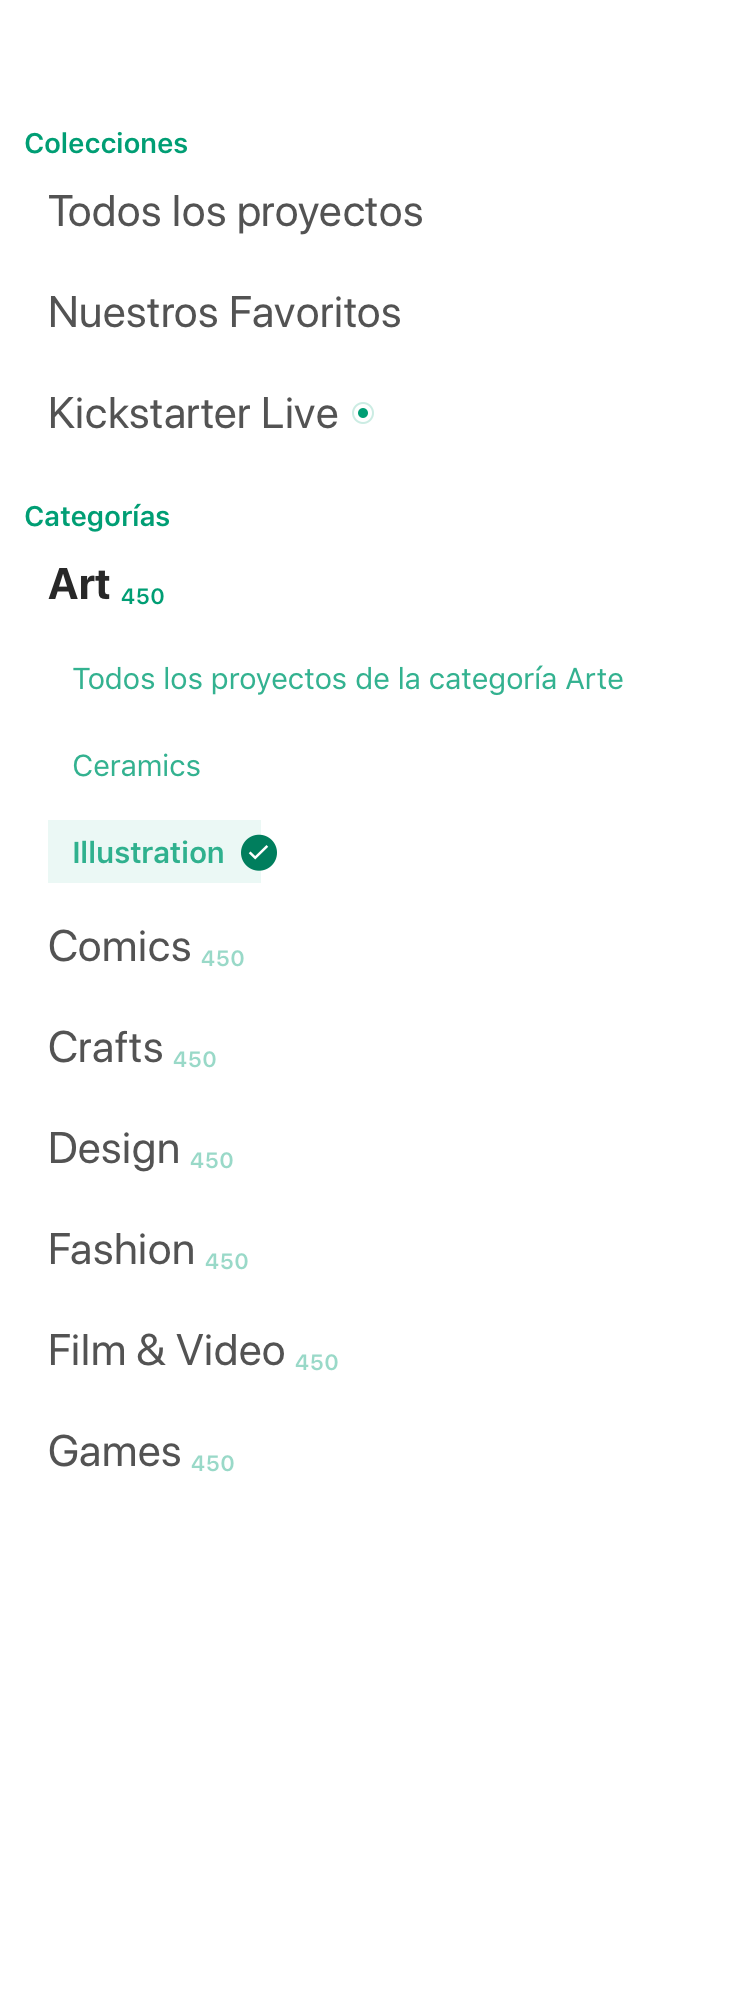 Colecciones
Todos los proyectos
Nuestros Favoritos
Kickstarter Live
Categorías
Art 450
Todos los proyectos de la categoría Arte
Ceramics
Illustration
Comics 450
Crafts 450
Design 450
Fashion 450
Film & Video 450
Games 450